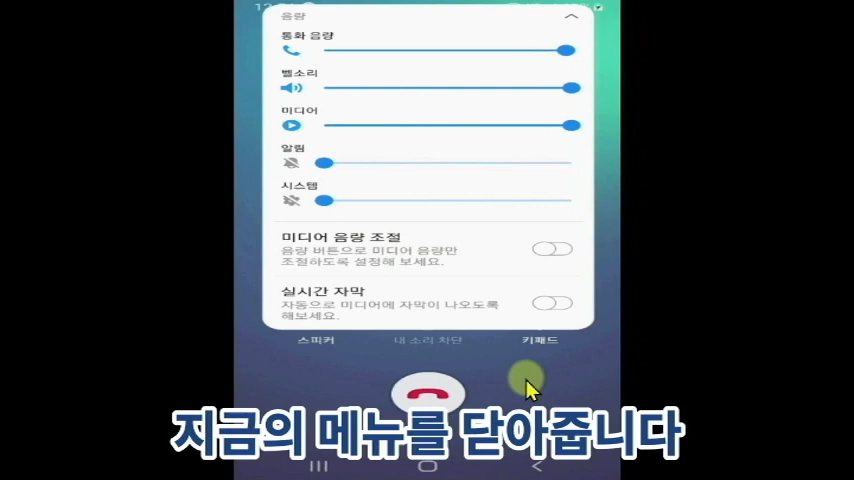 음량
통화 음량
벨소리
미디어
알림
시스템
미디어 음량 조절
음량 버튼으로 미디어 음량만
조절하도록 설정해 보세요.
실시간 자막
자동으로 미디어에 자막이 나오도록
해보세요.
스피커 내 소리 차단 키패드
지금의 메뉴를 닫아줍니다